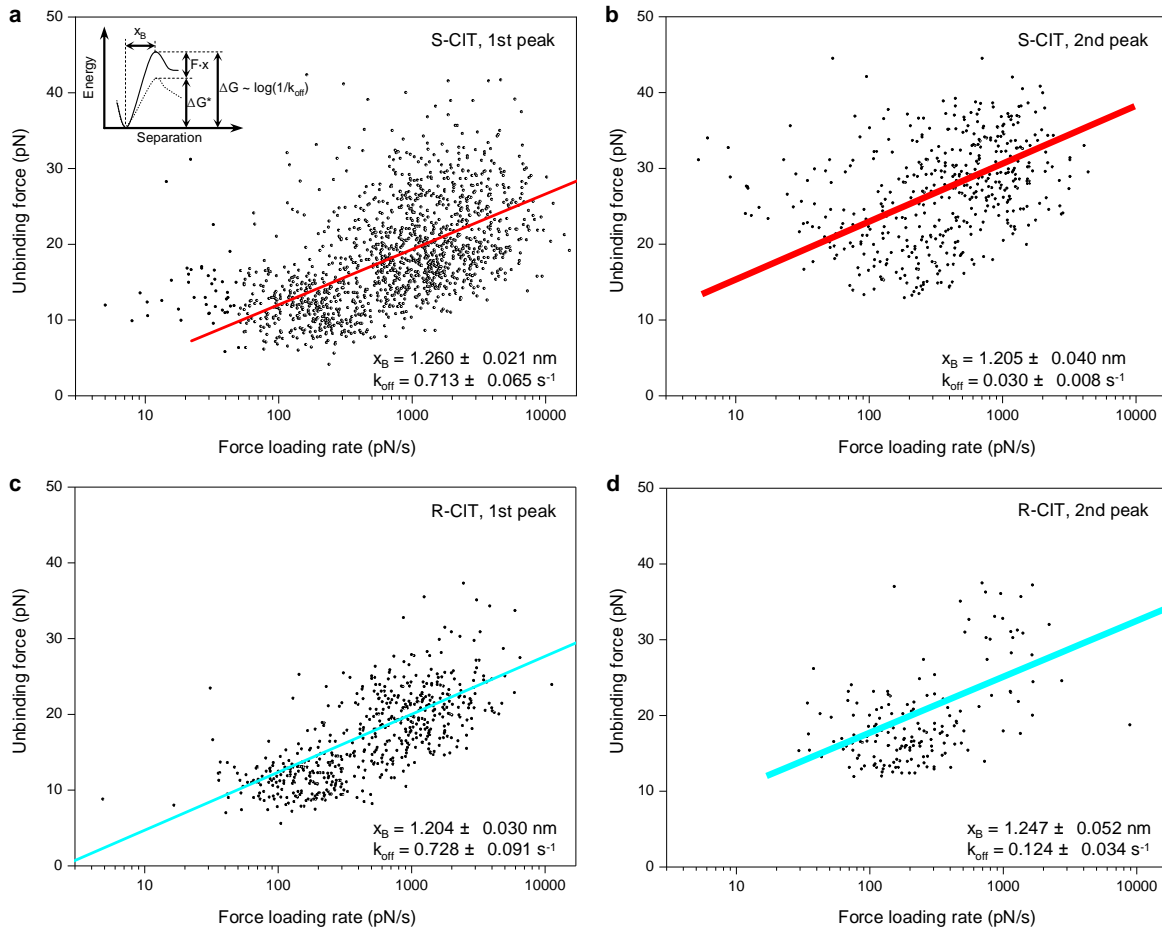 a
S-CIT, 1st peak
x_B
Energy
F·x
ΔG ~ log(1/k_off)
ΔG*
Separation
50
40
30
20
10
0
Unbinding force (pN)
x_B = 1.260 ± 0.021 nm
k_off = 0.713 ± 0.065 s⁻¹
10 100 1000 10000
Force loading rate (pN/s)
b
S-CIT, 2nd peak
50
40
30
20
10
0
Unbinding force (pN)
x_B = 1.205 ± 0.040 nm
k_off = 0.030 ± 0.008 s⁻¹
10 100 1000 10000
Force loading rate (pN/s)
c
R-CIT, 1st peak
50
40
30
20
10
0
Unbinding force (pN)
x_B = 1.204 ± 0.030 nm
k_off = 0.728 ± 0.091 s⁻¹
10 100 1000 10000
Force loading rate (pN/s)
d
R-CIT, 2nd peak
50
40
30
20
10
0
Unbinding force (pN)
x_B = 1.247 ± 0.052 nm
k_off = 0.124 ± 0.034 s⁻¹
10 100 1000 10000
Force loading rate (pN/s)